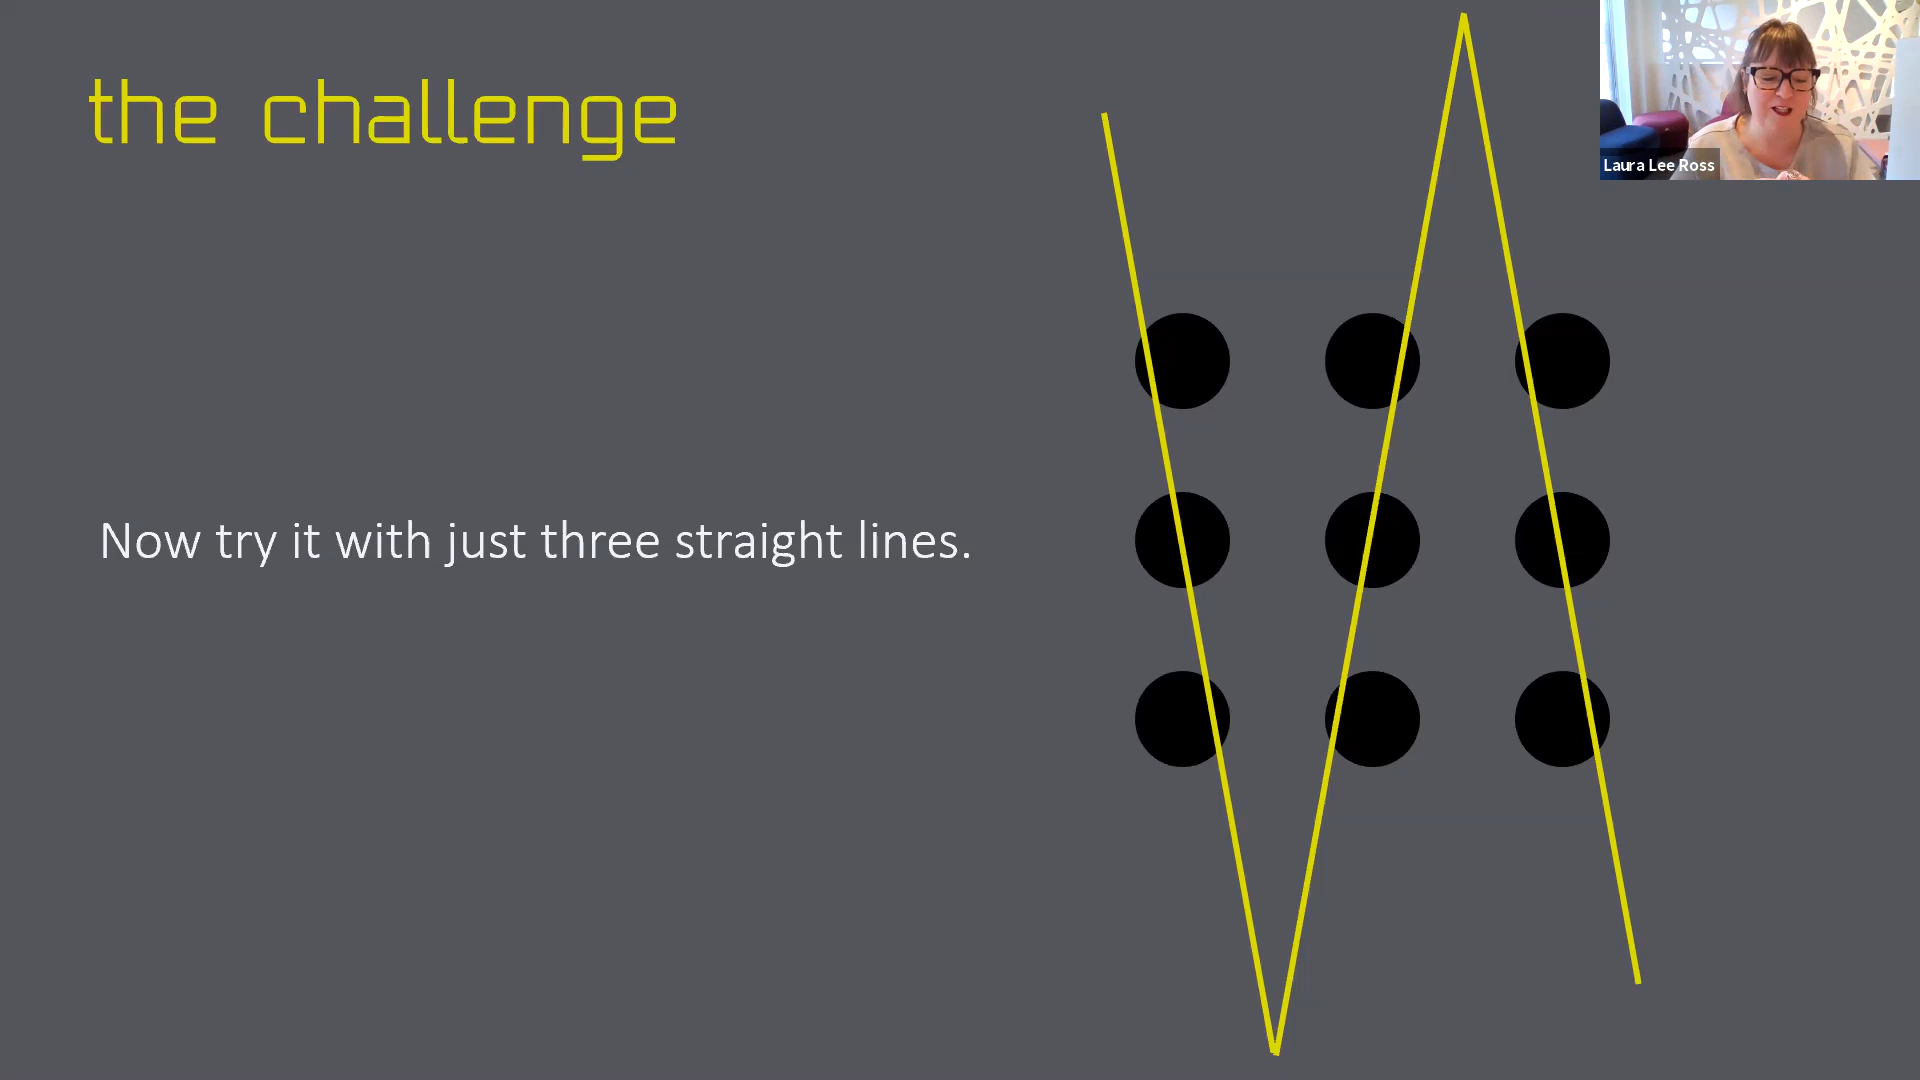 the challenge
Laura Lee Ross
Now try it with just three straight lines.